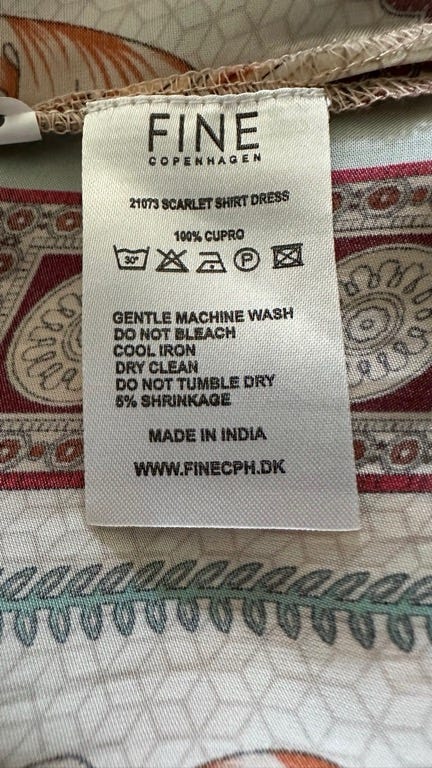 FINE
COPENHAGEN
21073 SCARLET SHIRT DRESS
100% CUPRO
30° P
GENTLE MACHINE WASH
DO NOT BLEACH
COOL IRON
DRY CLEAN
DO NOT TUMBLE DRY
5% SHRINKAGE
MADE IN INDIA
WWW.FINECPH.DK